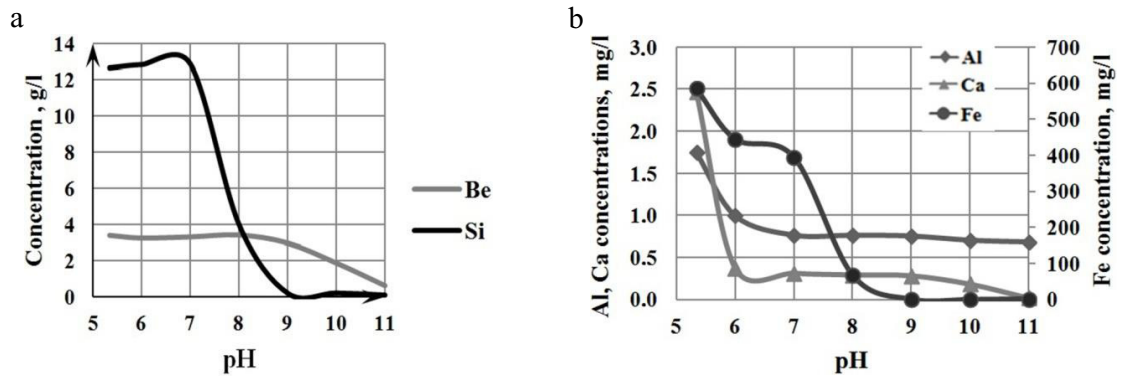 a
Concentration , g/l
14
12
10
8
6
4
2
0
5 6 7 8 9 10 11
pH
Be
Si
b
Al, Ca concentrations, mg/l
3.0
2.5
2.0
1.5
1.0
0.5
0.0
5 6 7 8 9 10 11
pH
Al
Ca
Fe
700
600
500
400
300
200
100
0
Fe concentration, mg/l